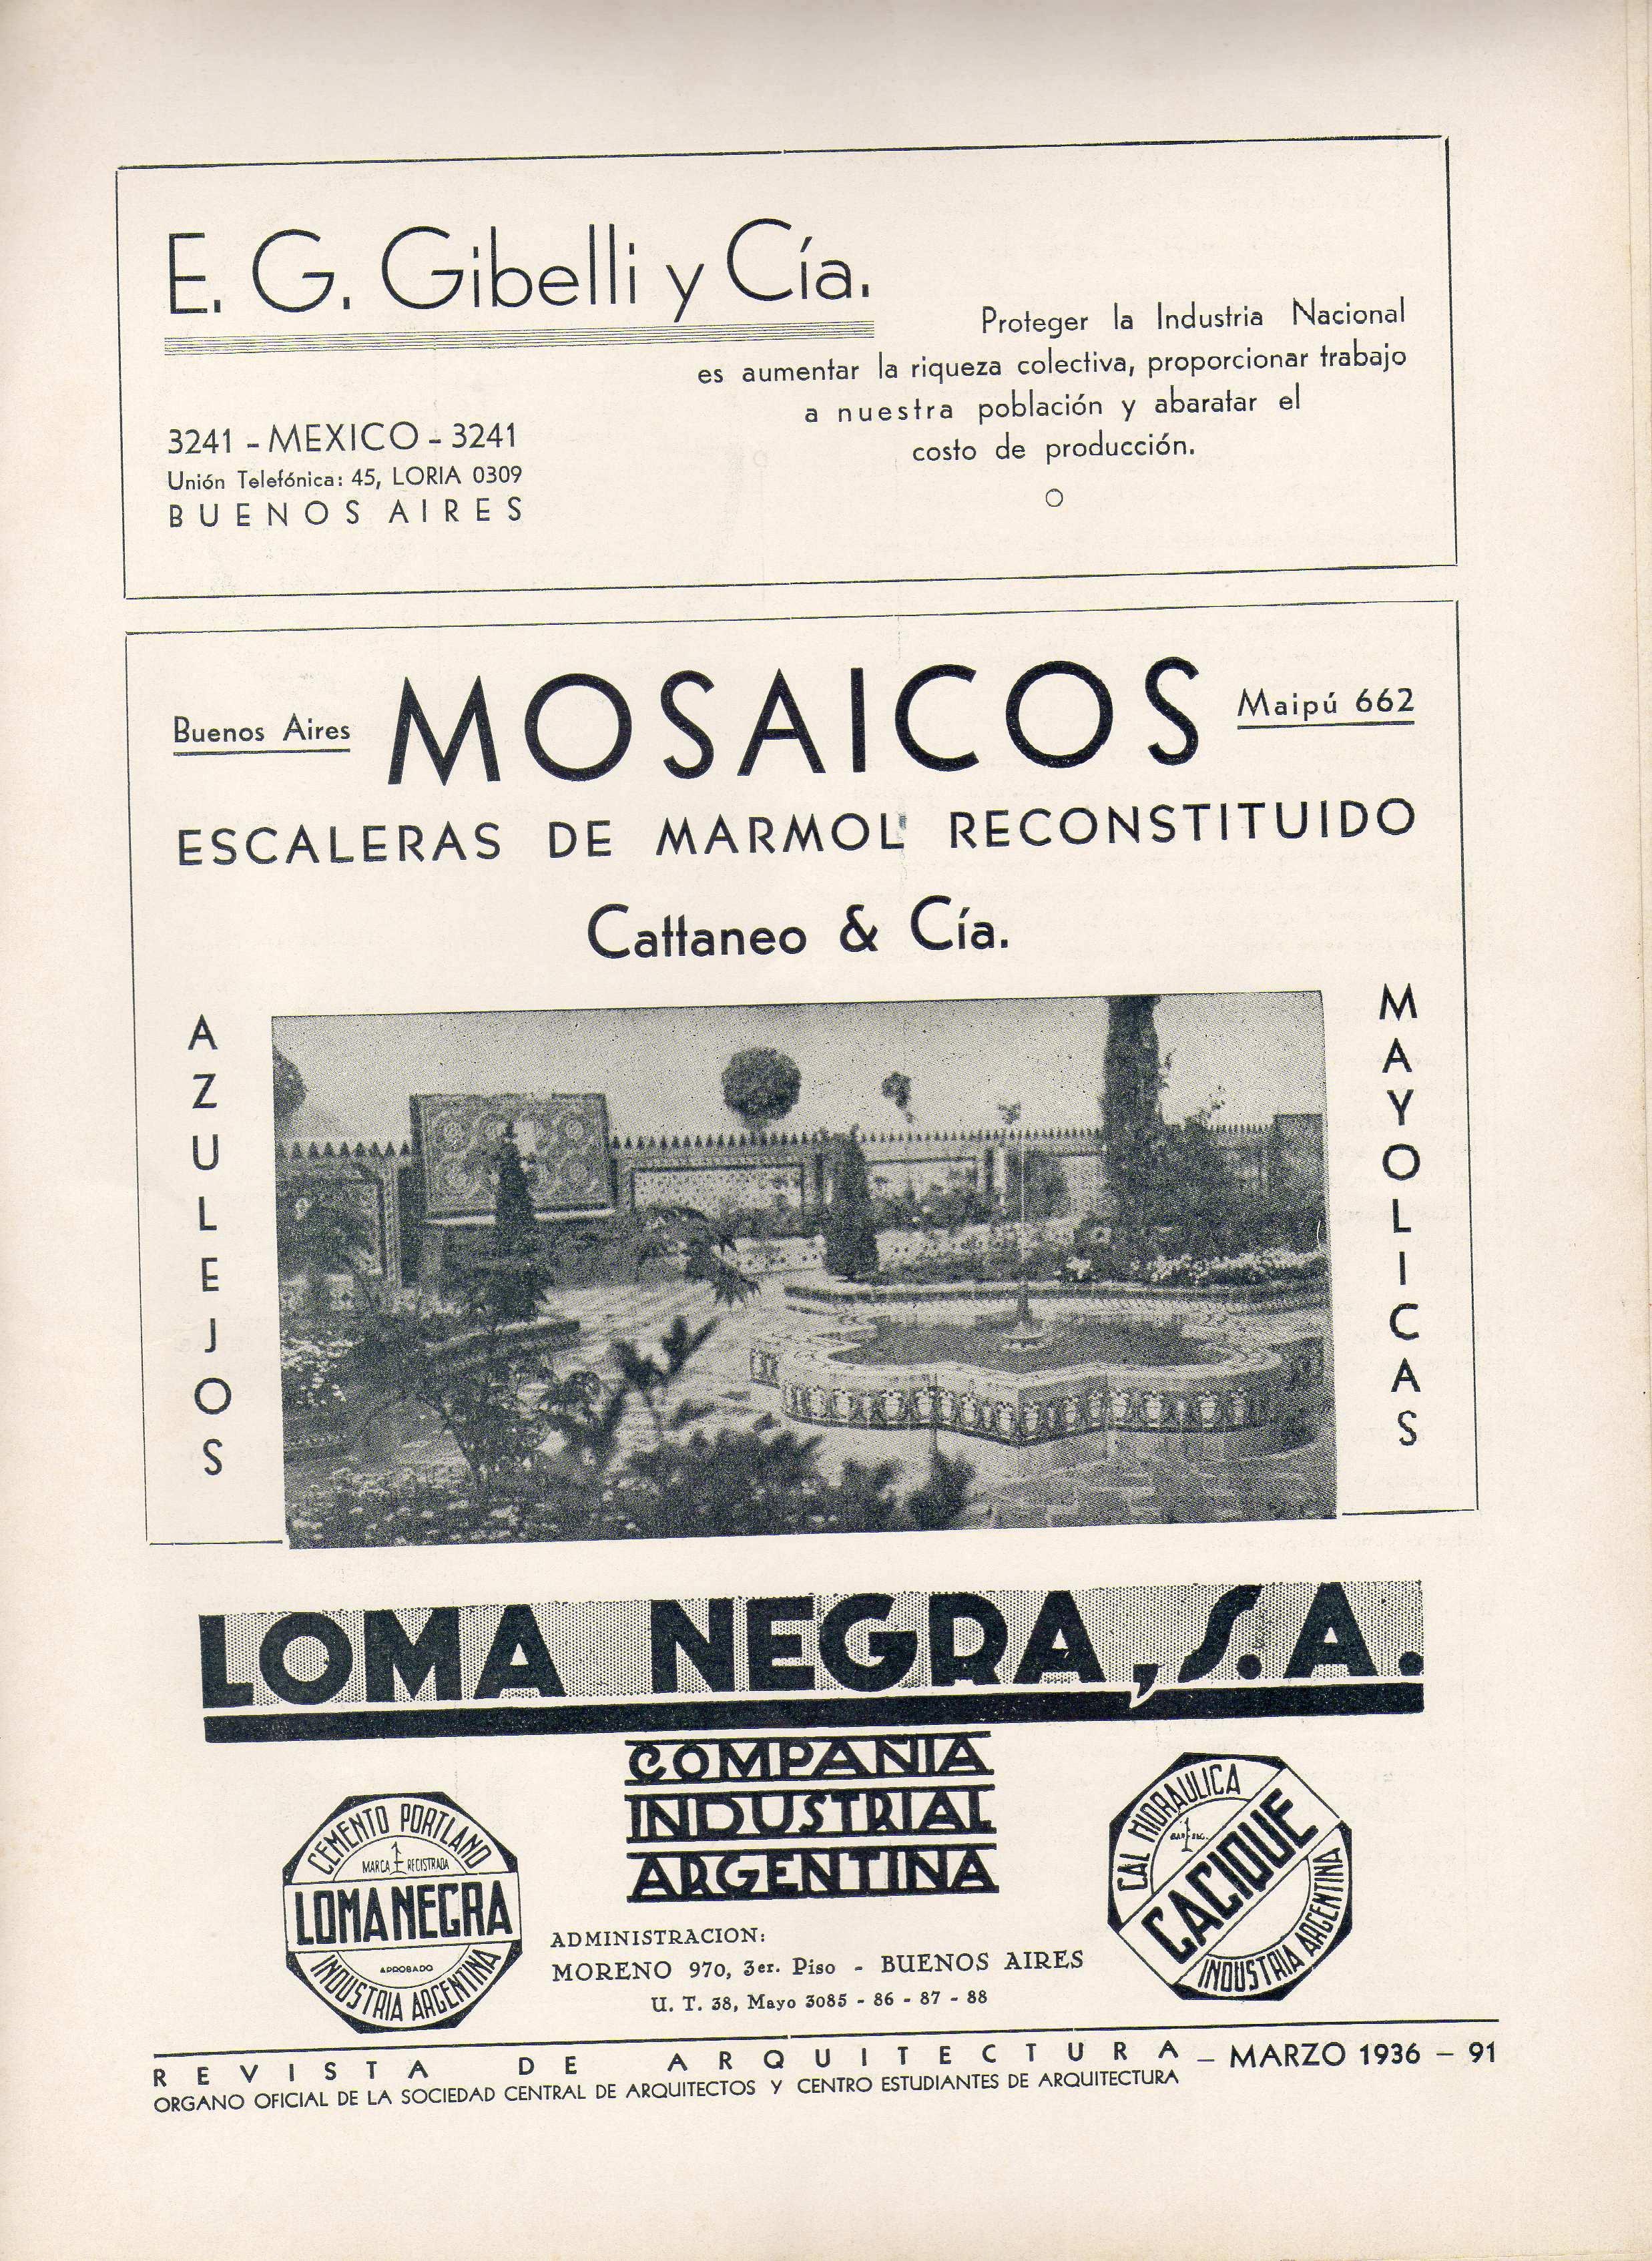 E. G. Gibelli y Cía.
Proteger la Industria Nacional
es aumentar la riqueza colectiva, proporcionar trabajo
a nuestra población y abaratar el
costo de producción.
3241 - MEXICO - 3241
Unión Telefónica: 45, LORIA 0309
BUENOS AIRES
Buenos Aires
MOSAICOS
Maipú 662
ESCALERAS DE MARMOL RECONSTITUIDO
Cattaneo & Cía.
AZULEJOS
MAYOLICAS
LOMA NEGRA, S.A.
COMPAÑIA
INDUSTRIAL
ARGENTINA
CEMENTO PORTLAND
MARCA REGISTRADA
LOMA NEGRA
APROBADO
INDUSTRIA ARGENTINA
ADMINISTRACION:
MORENO 970, 3er. Piso - BUENOS AIRES
U. T. 38, Mayo 3085 - 86 - 87 - 88
CAL HIDRAULICA
CACIQUE
INDUSTRIA ARGENTINA
REVISTA DE ARQUITECTURA - MARZO 1936 - 91
ORGANO OFICIAL DE LA SOCIEDAD CENTRAL DE ARQUITECTOS Y CENTRO ESTUDIANTES DE ARQUITECTURA